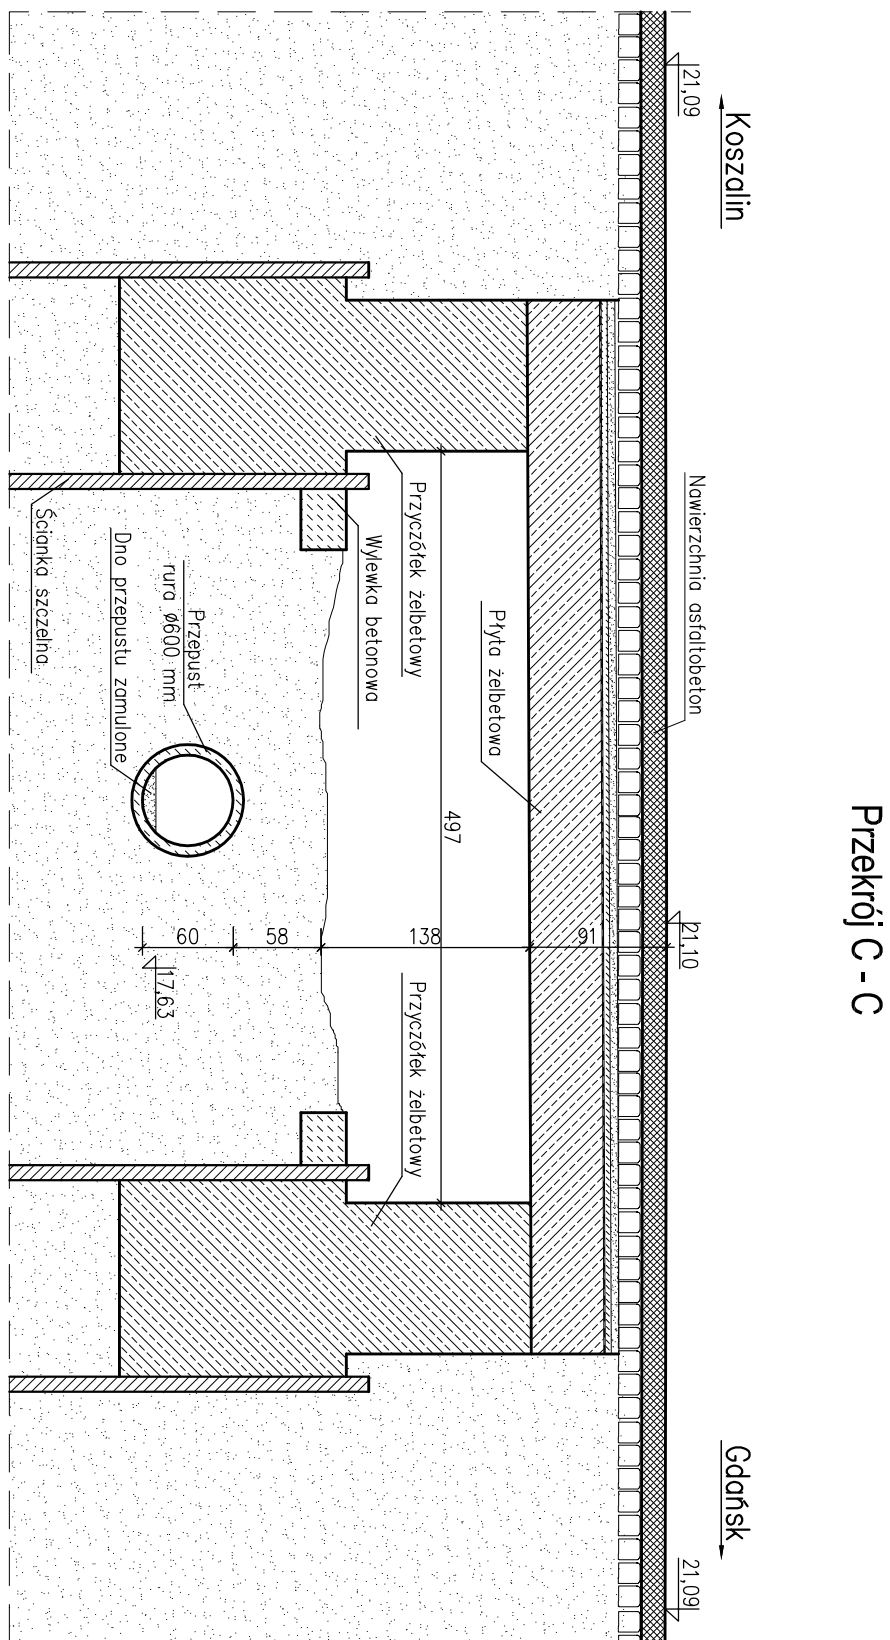 Przekrój C - C
Koszalin
Gdańsk
21,09
21,10
21,09
Nawierzchnia asfaltobeton
Płyta żelbetowa
91
497
138
Przyczółek żelbetowy
Przyczółek żelbetowy
Wylewka betonowa
58
60
17,63
Przepust
rura ø600 mm
Dno przepustu zamulone
Ścianka szczelna